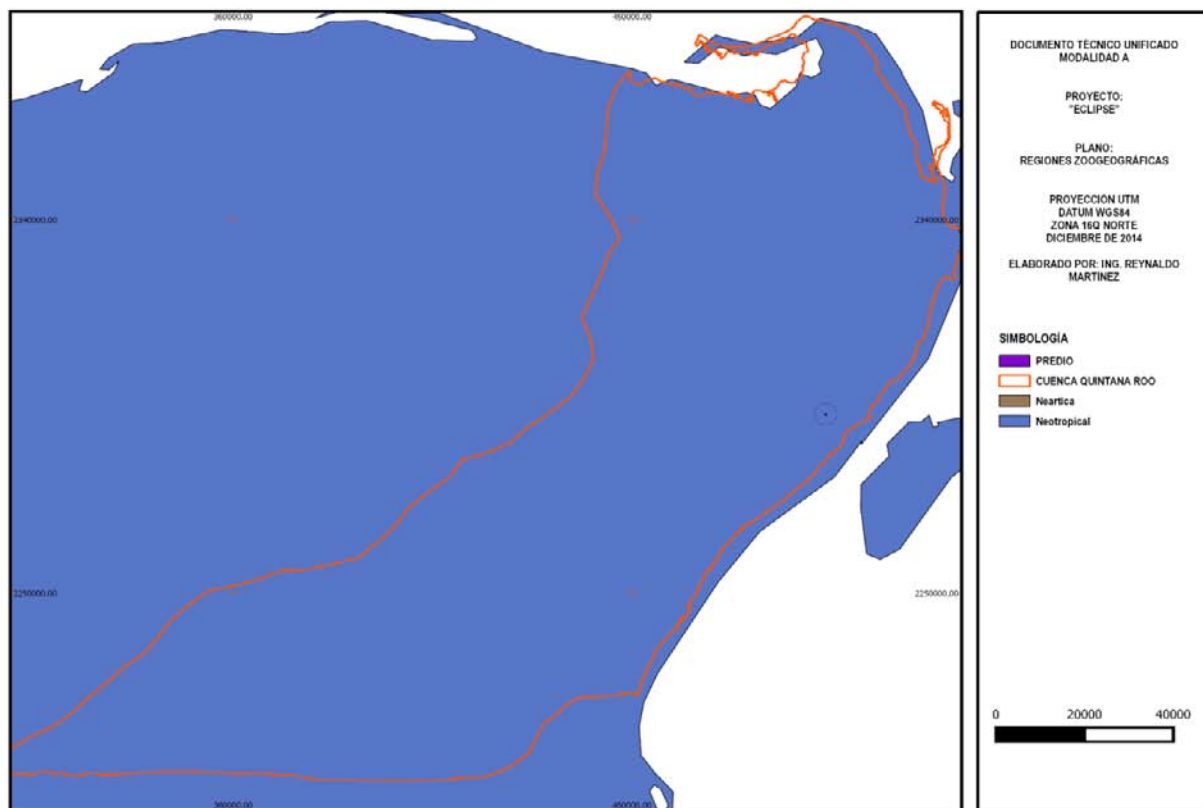 360000.00
460000.00
2340000.00
2340000.00
2250000.00
2250000.00
360000.00
460000.00
DOCUMENTO TÉCNICO UNIFICADO
MODALIDAD A
PROYECTO:
"ECLIPSE"
PLANO:
REGIONES ZOOGEOGRÁFICAS
PROYECCIÓN UTM
DATUM WGS84
ZONA 16Q NORTE
DICIEMBRE DE 2014
ELABORADO POR: ING. REYNALDO
MARTÍNEZ
SIMBOLOGÍA
PREDIO
CUENCA QUINTANA ROO
Neartica
Neotropical
0 20000 40000